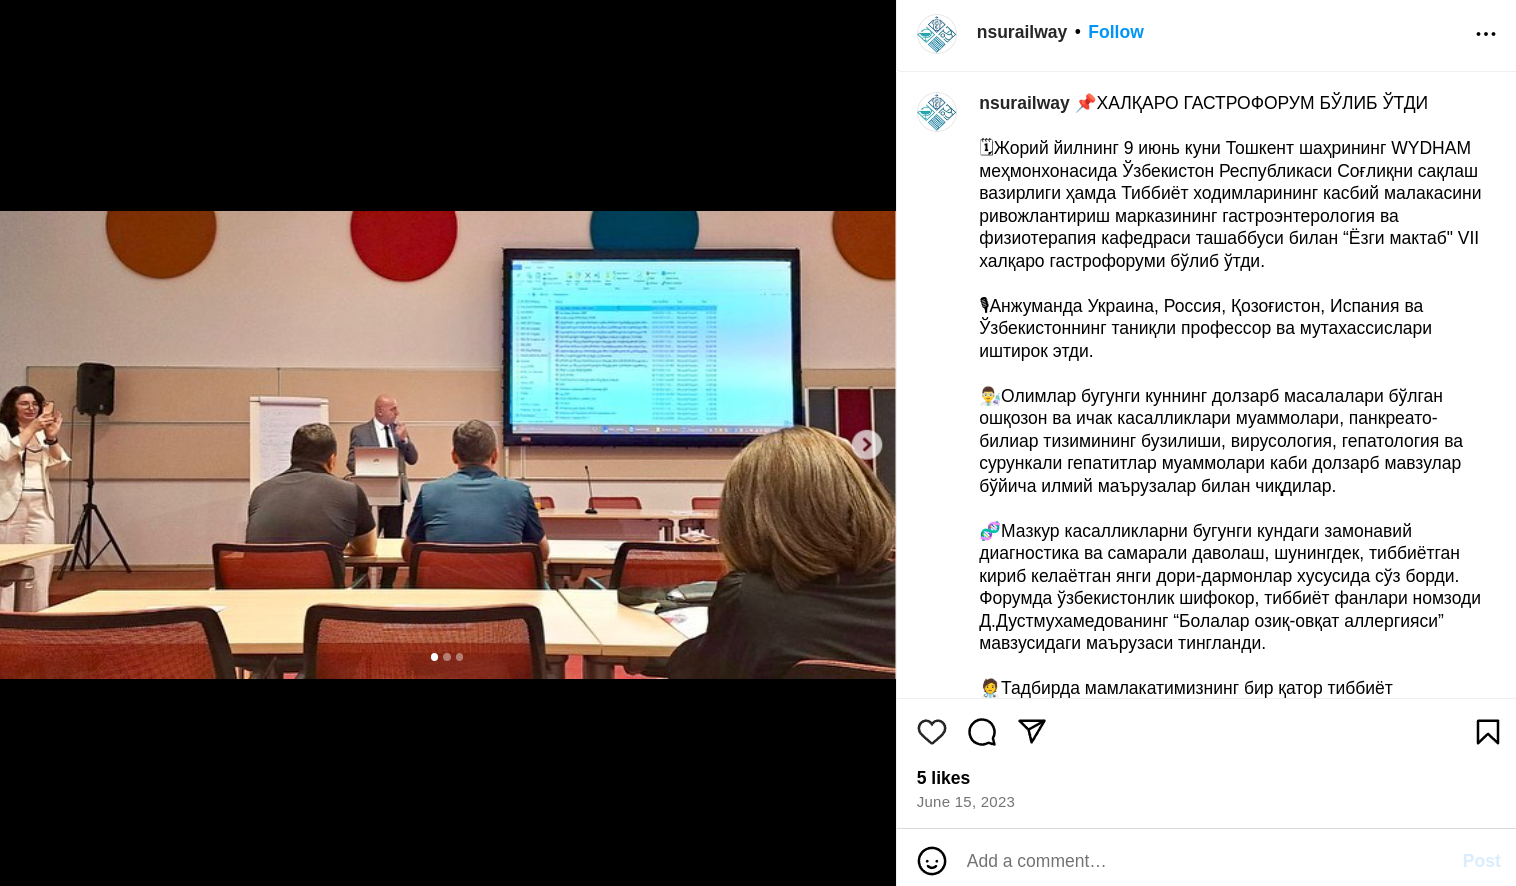 nsurailway • Follow
nsurailway 📌ХАЛҚАРО ГАСТРОФОРУМ БЎЛИБ ЎТДИ
🗓Жорий йилнинг 9 июнь куни Тошкент шаҳрининг WYDHAM
меҳмонхонасида Ўзбекистон Республикаси Соғлиқни сақлаш
вазирлиги ҳамда Тиббиёт ходимларининг касбий малакасини
ривожлантириш марказининг гастроэнтерология ва
физиотерапия кафедраси ташаббуси билан “Ёзги мактаб" VII
халқаро гастрофоруми бўлиб ўтди.
🎙Анжуманда Украина, Россия, Қозоғистон, Испания ва
Ўзбекистоннинг таниқли профессор ва мутахассислари
иштирок этди.
👨‍🔬Олимлар бугунги куннинг долзарб масалалари бўлган
ошқозон ва ичак касалликлари муаммолари, панкреато-
билиар тизимининг бузилиши, вирусология, гепатология ва
сурункали гепатитлар муаммолари каби долзарб мавзулар
бўйича илмий маърузалар билан чиқдилар.
🧬Мазкур касалликларни бугунги кундаги замонавий
диагностика ва самарали даволаш, шунингдек, тиббиётган
кириб келаётган янги дори-дармонлар хусусида сўз борди.
Форумда ўзбекистонлик шифокор, тиббиёт фанлари номзоди
Д.Дустмухамедованинг “Болалар озиқ-овқат аллергияси”
мавзусидаги маърузаси тингланди.
🧑‍⚕️Тадбирда мамлакатимизнинг бир қатор тиббиёт
5 likes
June 15, 2023
Add a comment…
Post